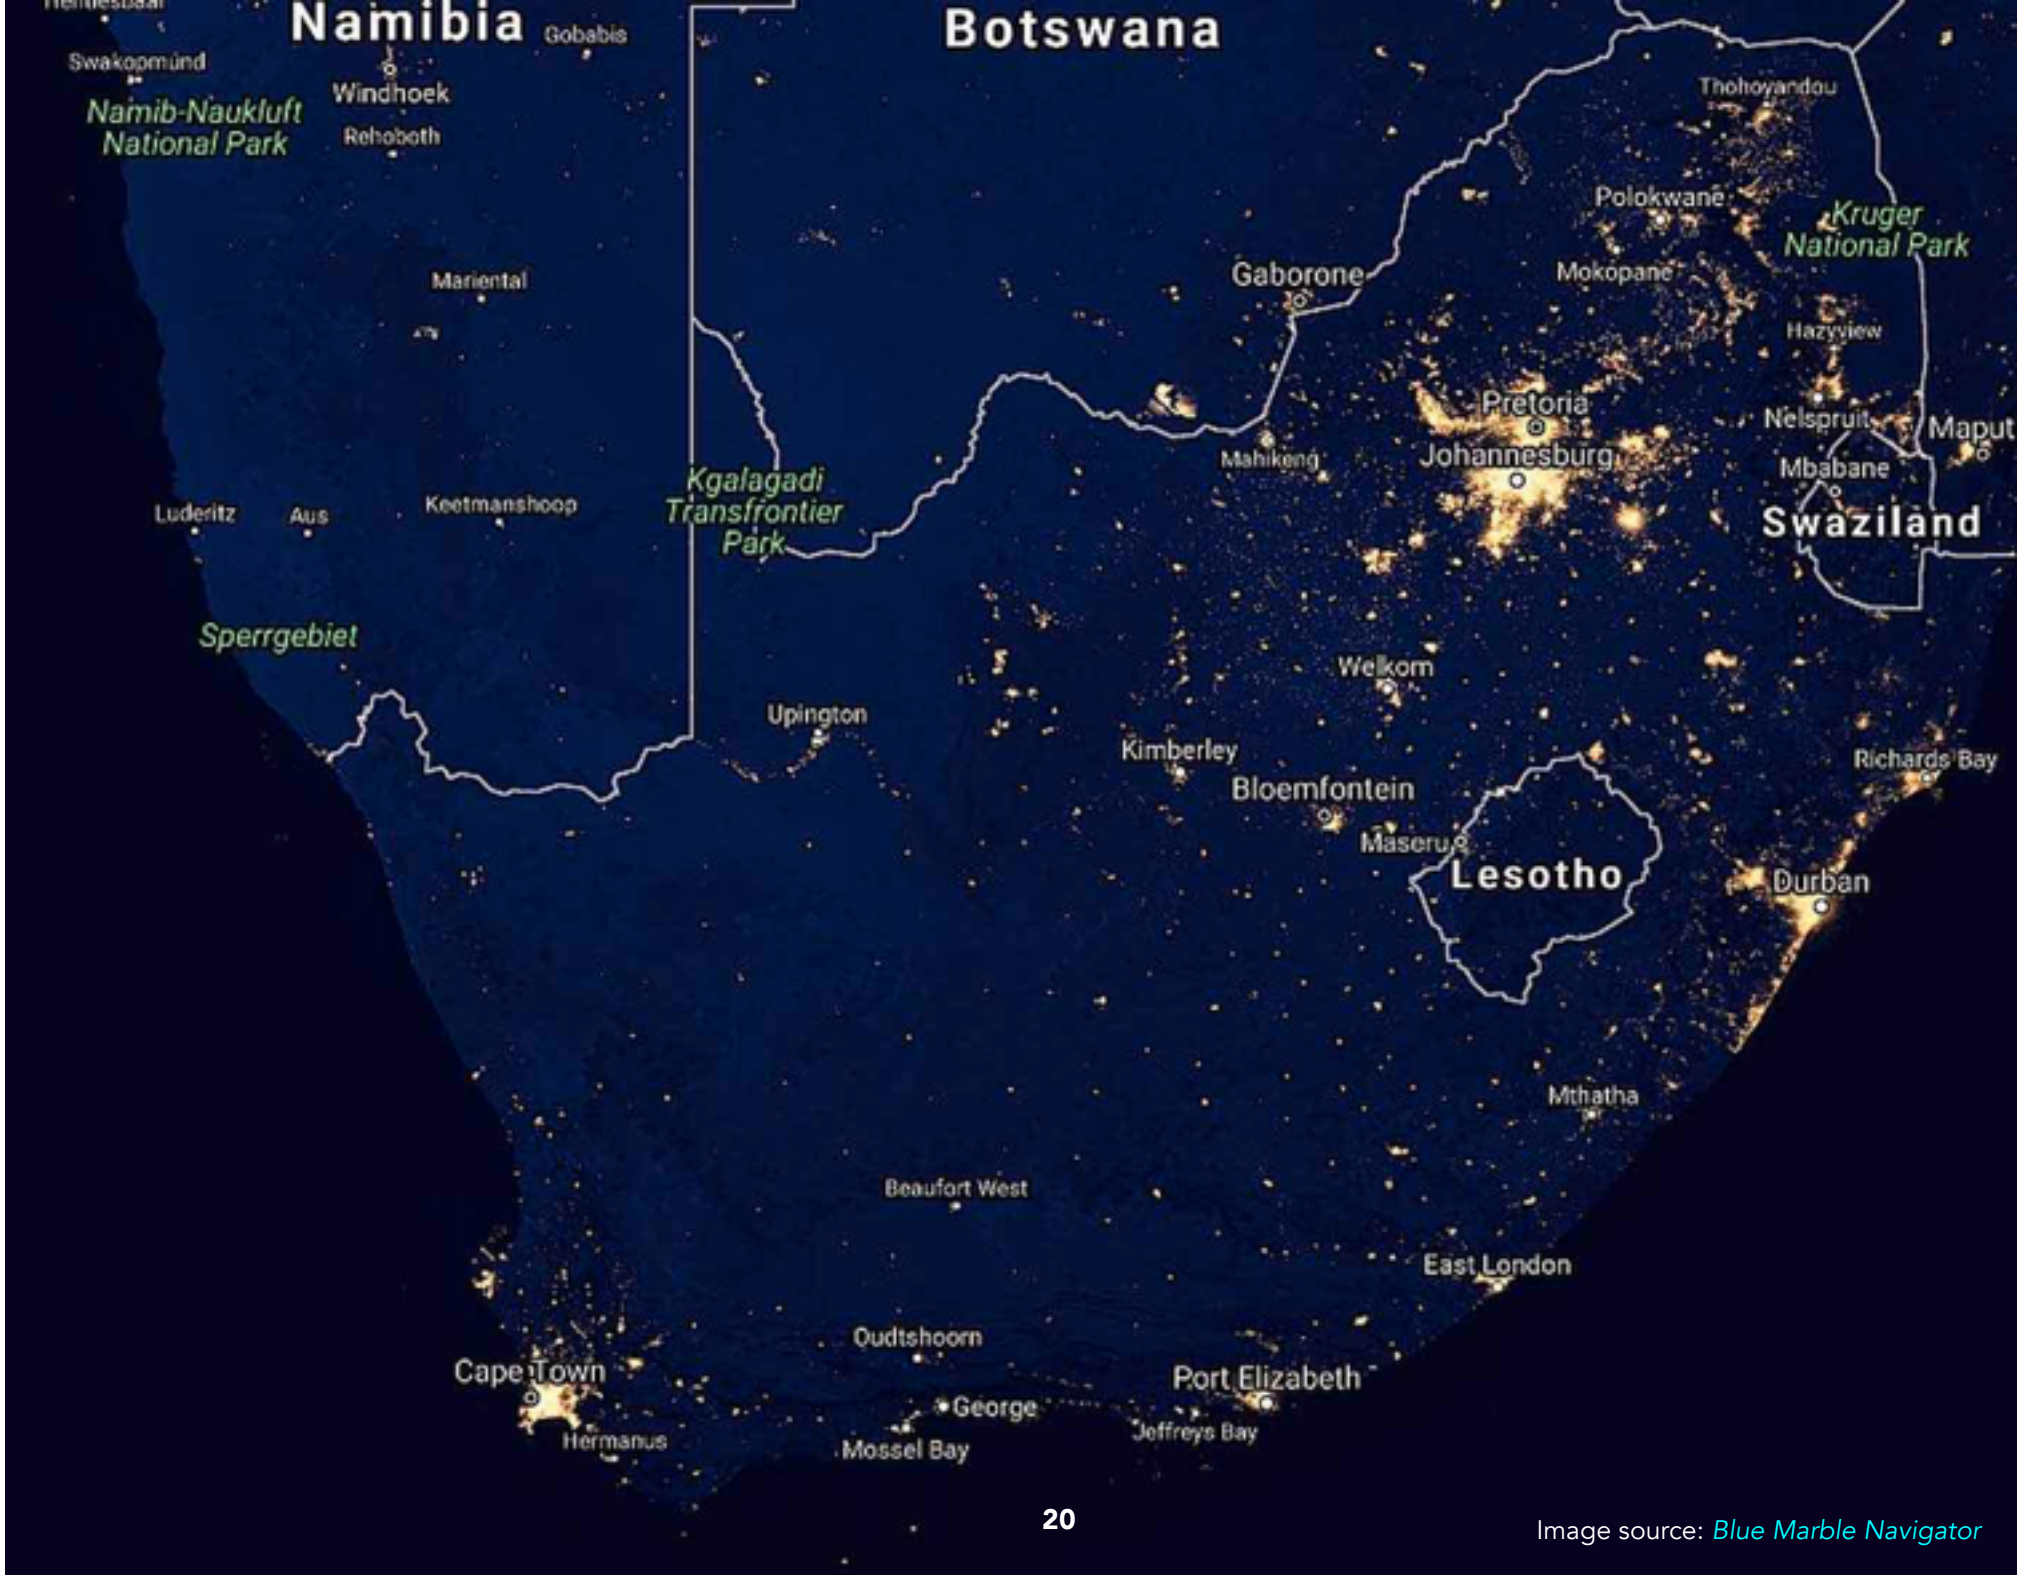 Namibia
Botswana
Gobabis
Swakopmund
Windhoek
Thohoyandou
Namib-Naukluft
National Park
Rehoboth
Polokwane
Kruger
National Park
Mariental
Gaborone
Mokopane
Hazyview
Pretoria
Nelspruit
Maput
Mahikeng
Johannesburg
Mbabane
Kgalagadi
Transfrontier
Park
Luderitz
Aus
Keetmanshoop
Swaziland
Sperrgebiet
Welkom
Upington
Kimberley
Richards Bay
Bloemfontein
Maseru
Lesotho
Durban
Mthatha
Beaufort West
East London
Oudtshoorn
Cape Town
Port Elizabeth
George
Jeffreys Bay
Hermanus
Mossel Bay
20
Image source: Blue Marble Navigator